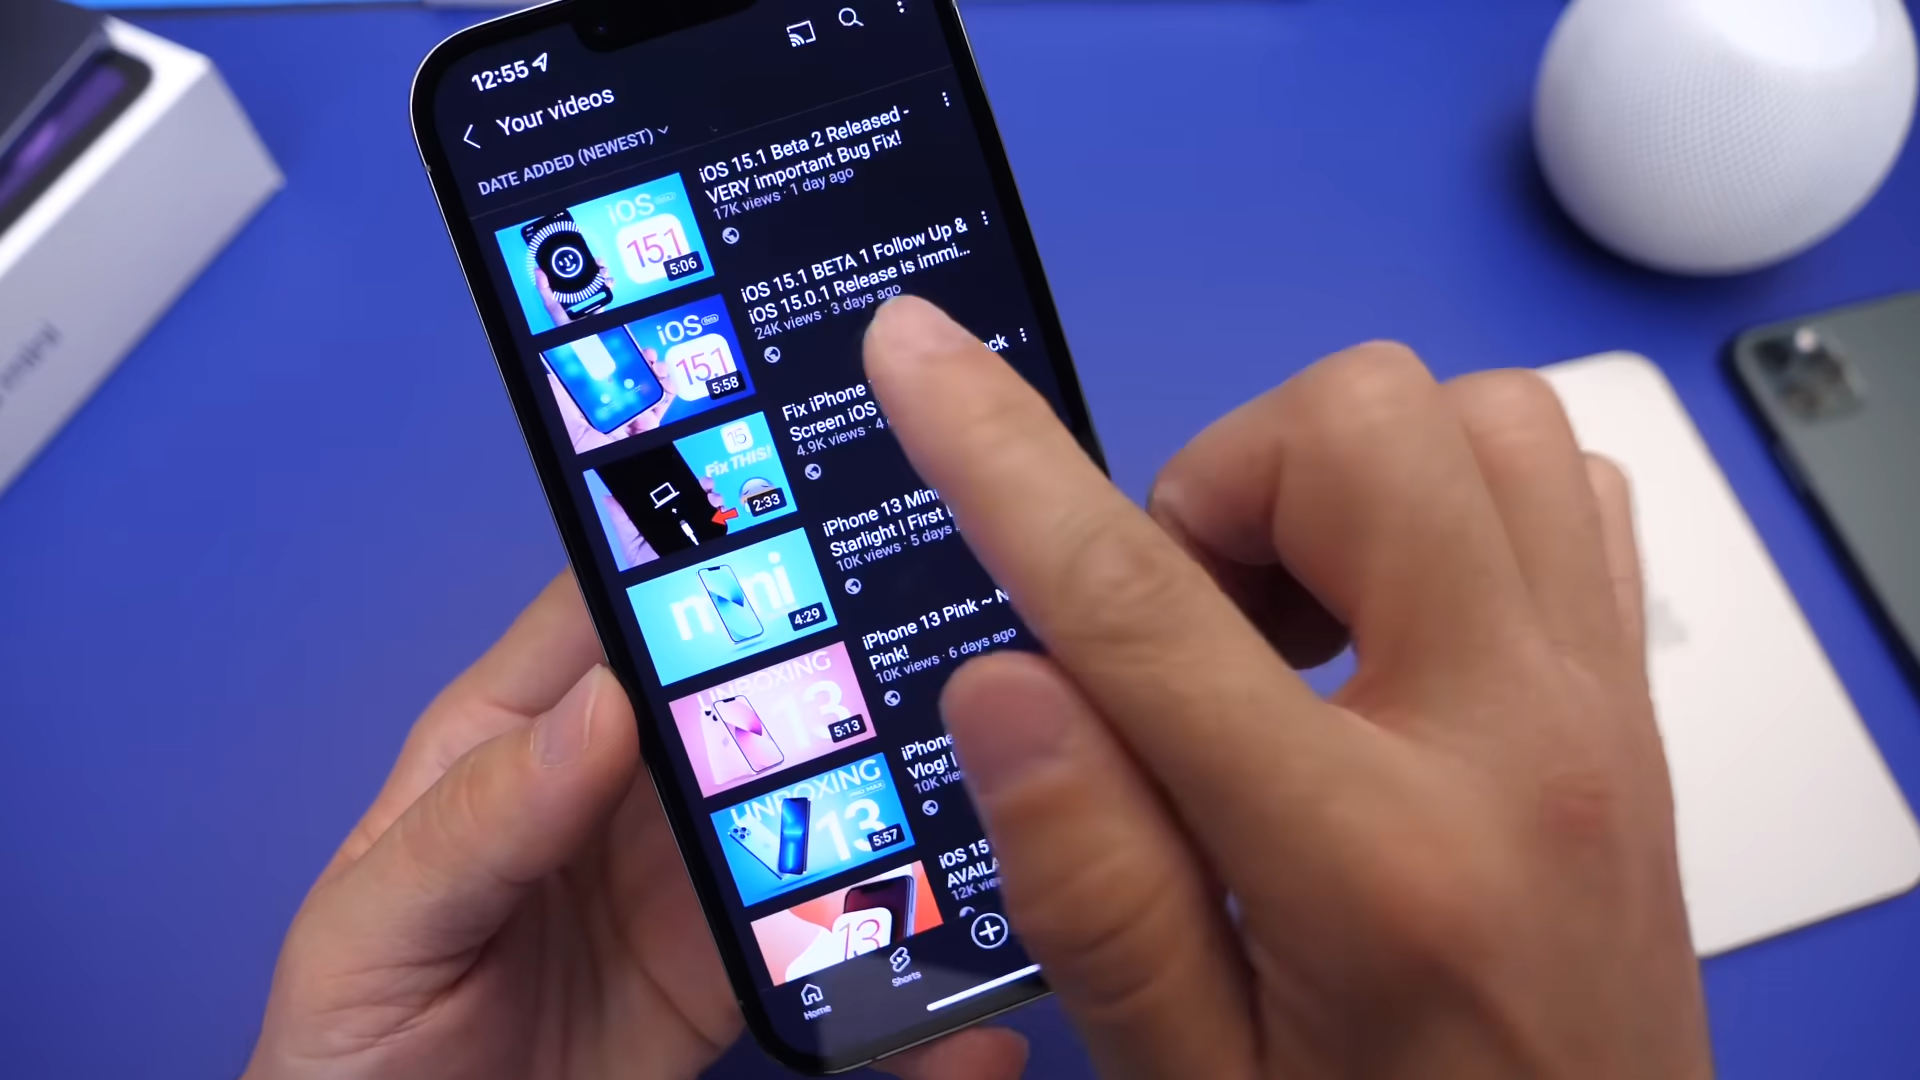 12:55
Your videos
DATE ADDED (NEWEST)
iOS 15.1 Beta 2 Released -
VERY important Bug Fix!
17K views · 1 day ago
iOS
15.1
5:06
iOS 15.1 BETA 1 Follow Up &
iOS 15.0.1 Release is immi...
24K views · 3 days ago
iOS Beta
15.1
5:58
Fix iPhone
Screen iOS
4.9K views · 4
15
Fix THIS!
2:33
iPhone 13 Mini
Starlight | First
10K views · 5 days
mini
4:29
iPhone 13 Pink ~
Pink!
10K views · 6 days ago
UNBOXING
13
5:13
iPhone
Vlog! |
10K
UNBOXING
PRO MAX
13
5:57
iOS 15
12K
13
Home
Shorts